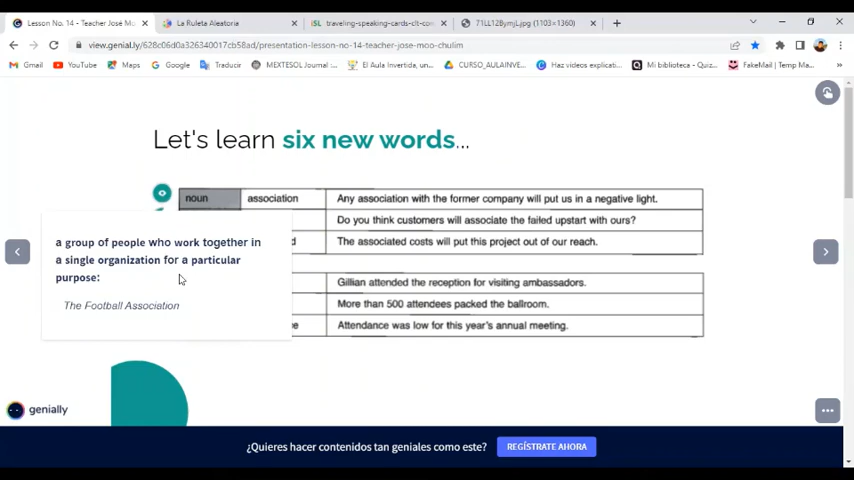 Lesson No. 14 - Teacher José Mo
La Ruleta Aleatoria
traveling-speaking-cards-clt-co
71LL12BymjL.jpg (1103×1360)
view.genial.ly/628c06d0a326340017cb58ad/presentation-lesson-no-14-teacher-jose-moo-chulim
Gmail YouTube Maps Google Traducir MEXTESOL Journal :... El Aula Invertida, un... CURSO_AULAINVE... Haz videos explicati... Mi biblioteca - Quiz... FakeMail | Temp Ma...
Let's learn six new words...
noun association Any association with the former company will put us in a negative light.
Do you think customers will associate the failed upstart with ours?
d The associated costs will put this project out of our reach.
a group of people who work together in
a single organization for a particular
purpose:
The Football Association
Gillian attended the reception for visiting ambassadors.
More than 500 attendees packed the ballroom.
e Attendance was low for this year's annual meeting.
genially
¿Quieres hacer contenidos tan geniales como este? REGÍSTRATE AHORA